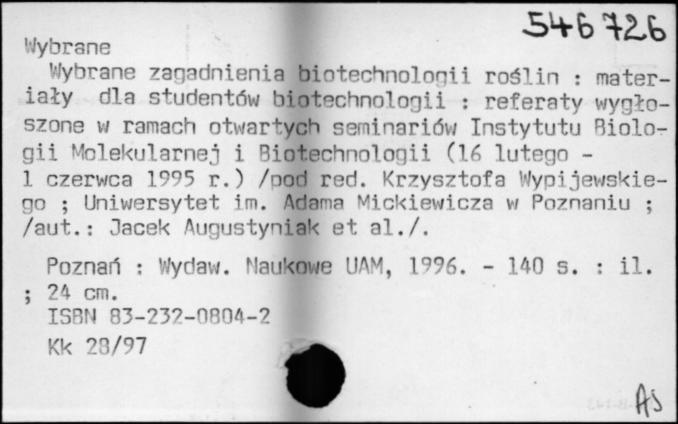 546726
Wybrane
Wybrane zagadnienia biotechnologii roślin : mater-
iały dla studentów biotechnologii : referaty wygło-
szone w ramach otwartych seminariów Instytutu Biolo-
gii Molekularnej i Biotechnologii (16 lutego -
1 czerwca 1995 r.) /pod red. Krzysztofa Wypijewskie-
go ; Uniwersytet im. Adama Mickiewicza w Poznaniu ;
/aut.: Jacek Augustyniak et al./.
Poznań : Wydaw. Naukowe UAM, 1996. - 140 s. : il.
; 24 cm.
ISBN 83-232-0804-2
Kk 28/97
AS